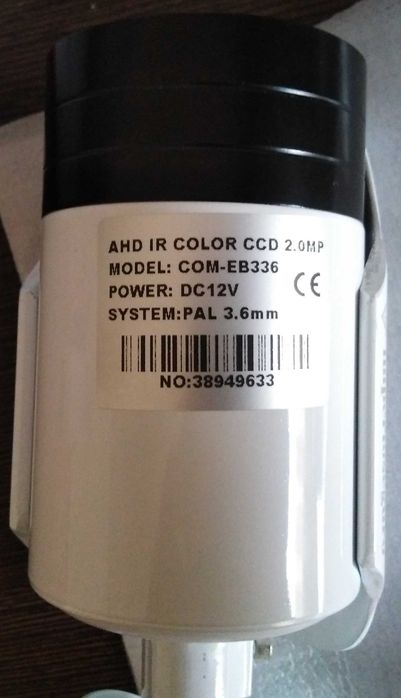 AHD IR COLOR CCD 2.0MP
MODEL: COM-EB336
POWER: DC12V CE
SYSTEM:PAL 3.6mm
NO:38949633